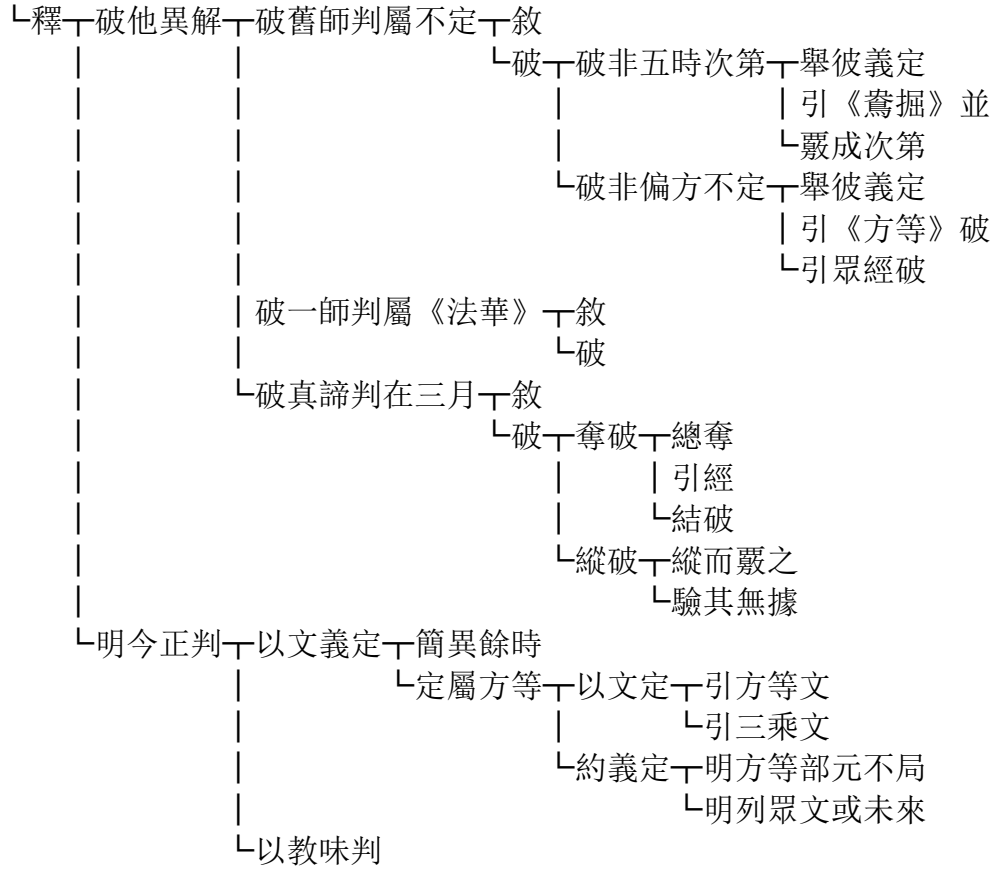 └釋┬破他異解┬破舊師判屬不定┬敘
└破┬破非五時次第┬舉彼義定
│引《鴦掘》並
└覈成次第
└破非偏方不定┬舉彼義定
│引《方等》破
└引眾經破
│破一師判屬《法華》┬敘
└破
└破真諦判在三月┬敘
└破┬奪破┬總奪
│引經
└結破
└縱破┬縱而覈之
└驗其無據
└明今正判┬以文義定┬簡異餘時
└定屬方等┬以文定┬引方等文
└引三乘文
└約義定┬明方等部元不局
└明列眾文或未來
└以教味判